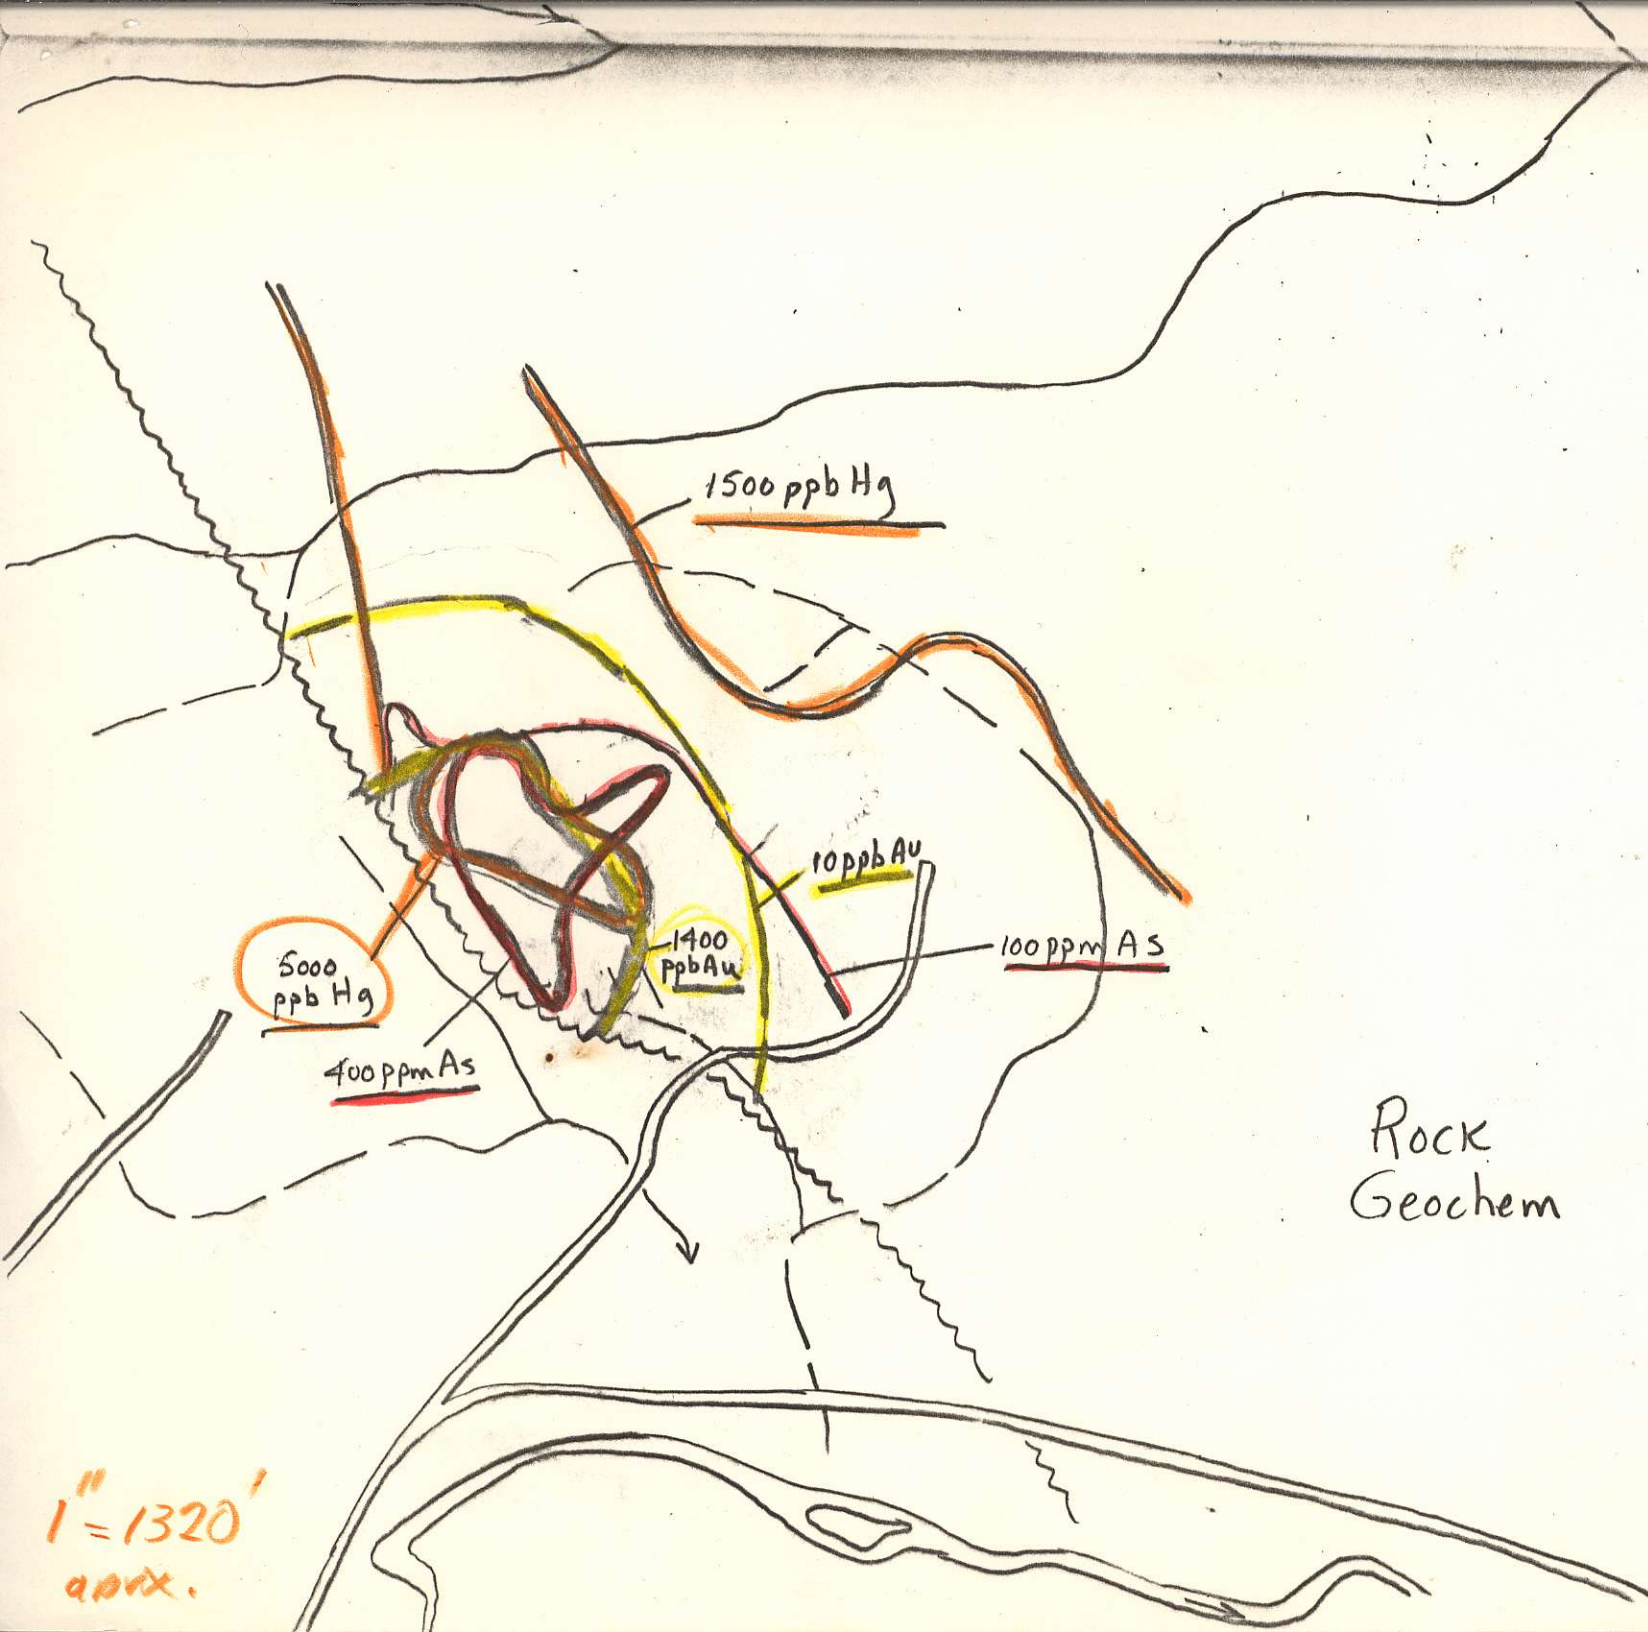 1500 ppb Hg
10 ppb Au
1400
ppb Au
100 ppm As
5000
ppb Hg
400 ppm As
Rock
Geochem
1" = 1320'
aprx.